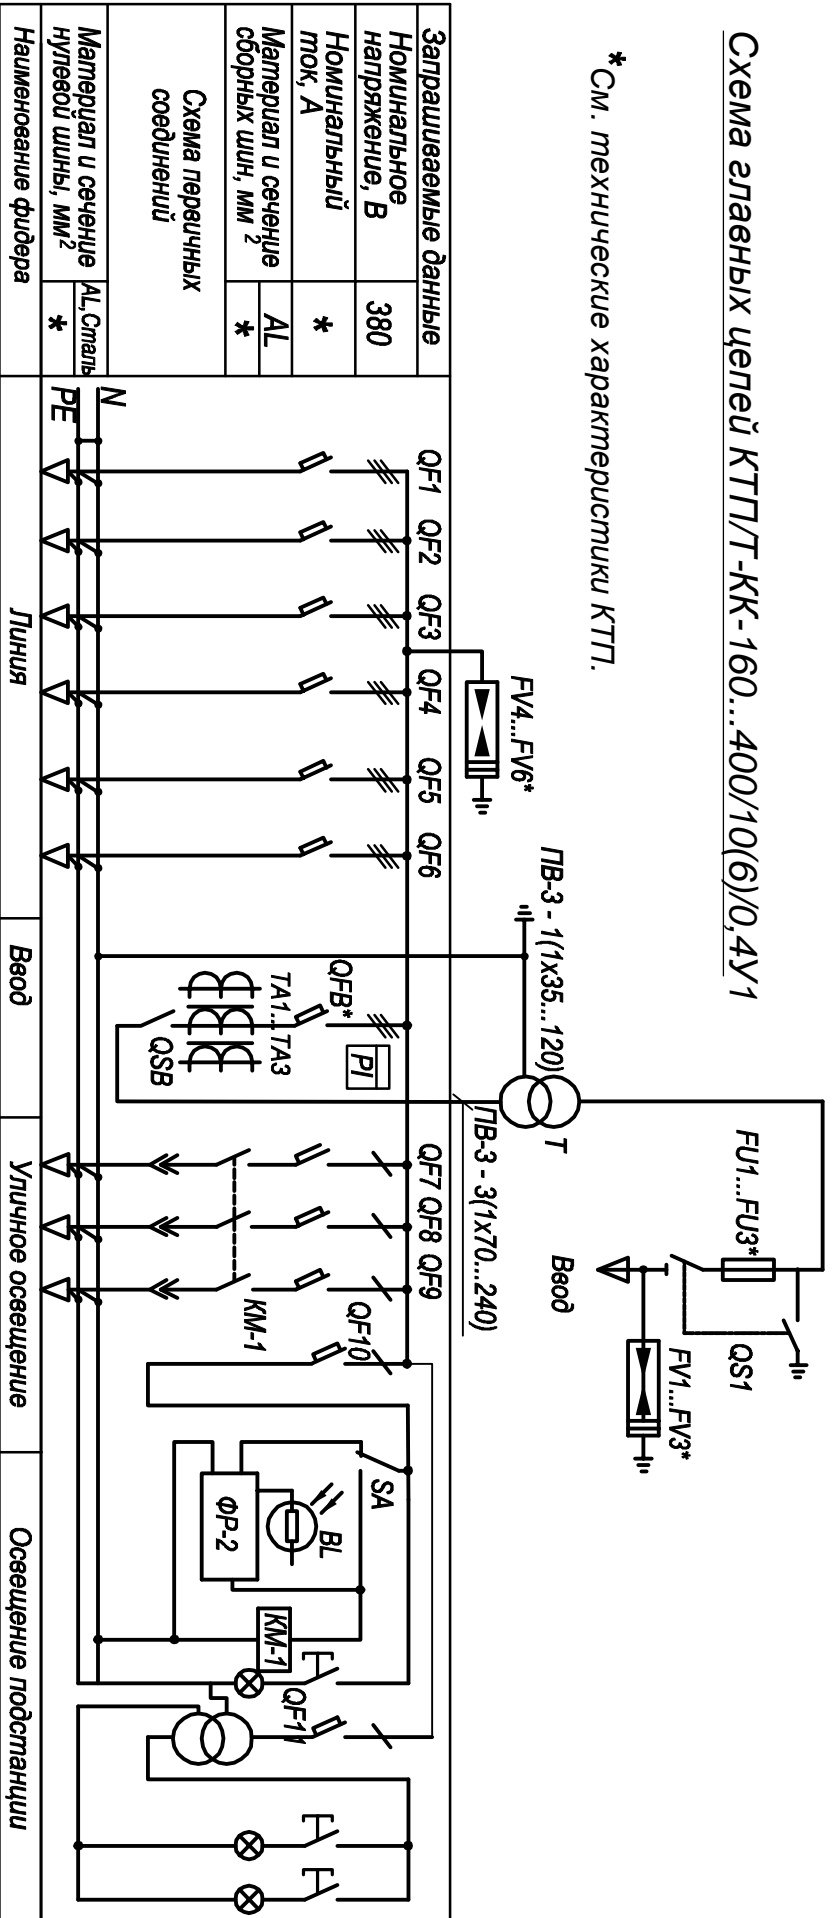 Схема главных цепей КТП/Т-КК-160...400/10(6)/0,4У1
* См. технические характеристики КТП.
FU1...FU3*
QS1
Ввод
FV1...FV3*
FV4...FV6*
ПВ-3 - 1(1х35...120)
T
ПВ-3 - 3(1х70...240)
Запрашиваемые данные
Номинальное
напряжение, В
380
Номинальный
ток, А
*
Материал и сечение
сборных шин, мм 2
AL
*
Схема первичных
соединений
Материал и сечение
нулевой шины, мм2
AL,Сталь
*
Наименование фидера
QF1
QF2
QF3
QF4
QF5
QF6
QF7
QF8
QF9
QFB*
PI
TA1...TA3
QSB
KM-1
QF10
SA
BL
ФР-2
KM-1
QF11
N
PE
Линия
Ввод
Уличное освещение
Освещение подстанции